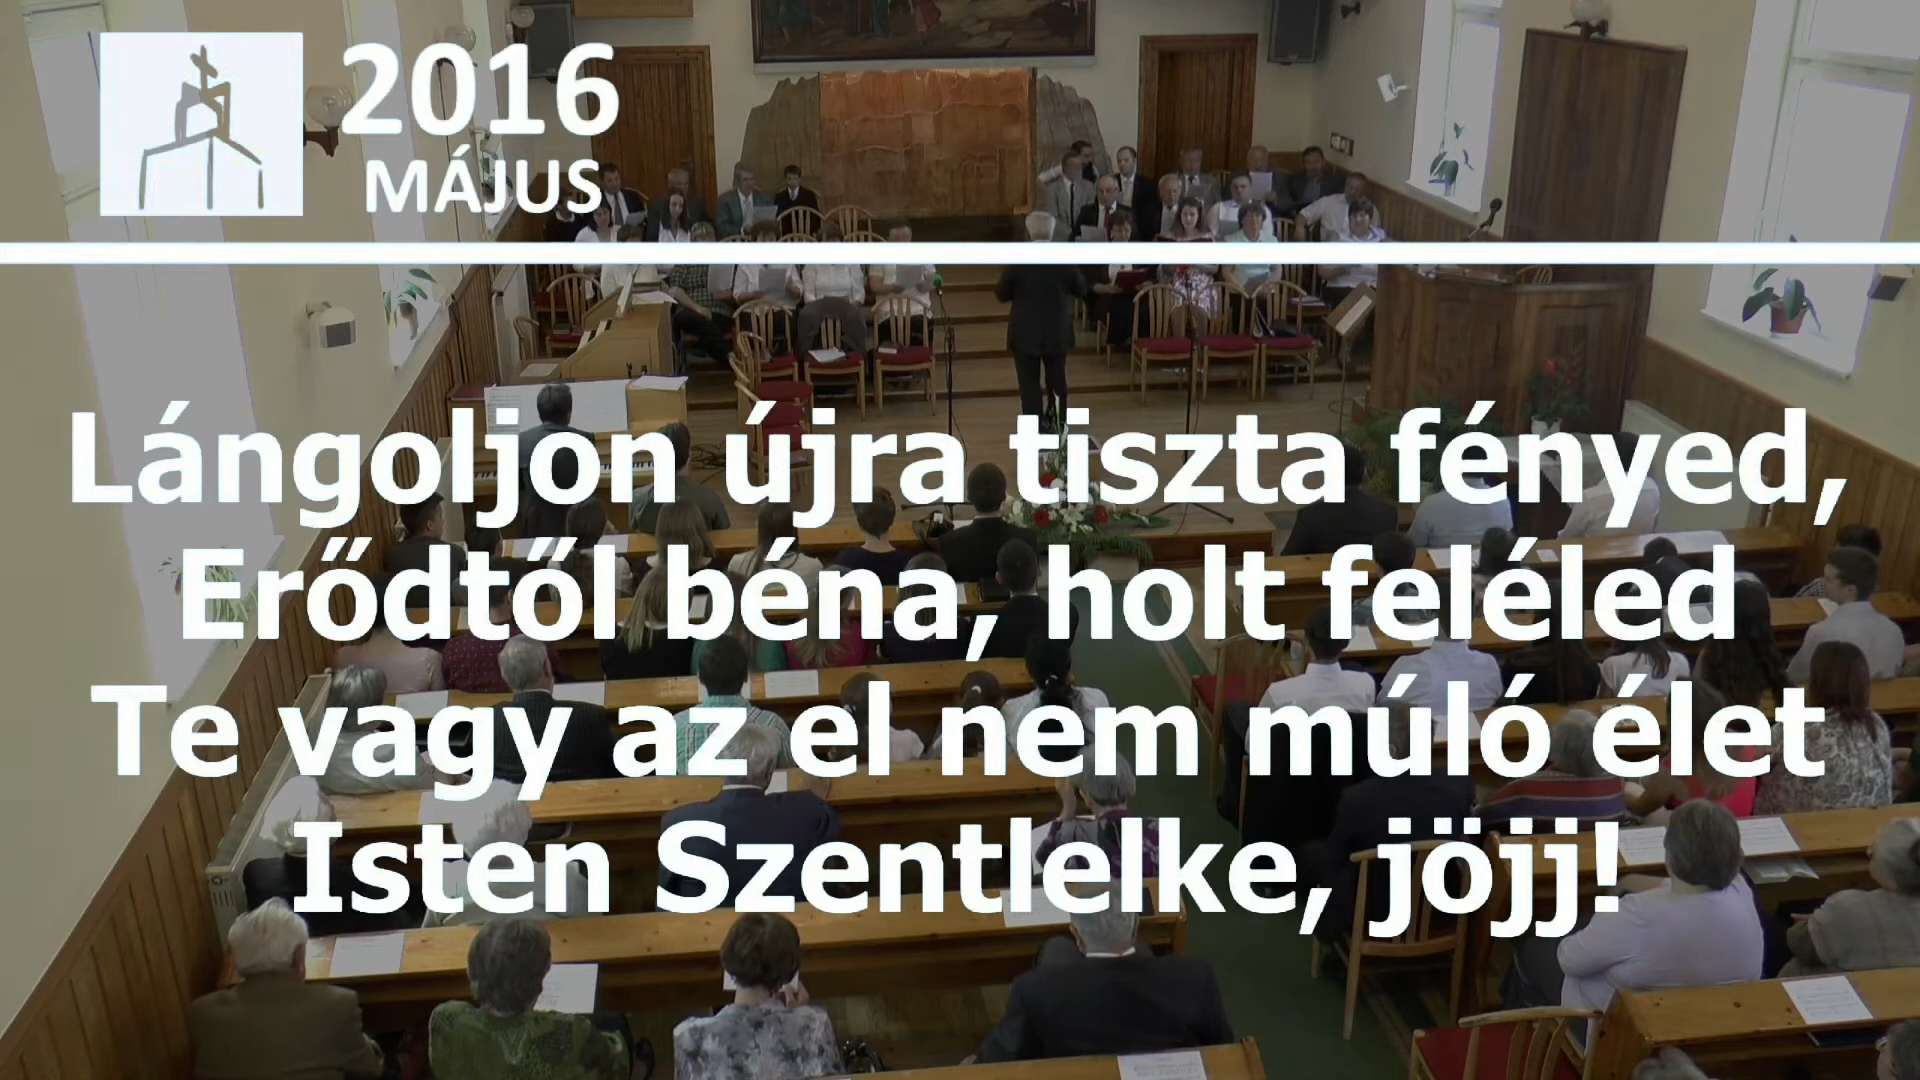 2016
MÁJUS
Lángoljon újra tiszta fényed,
Erődtől béna, holt feléled
Te vagy az el nem múló élet
Isten Szentlelke, jöjj!